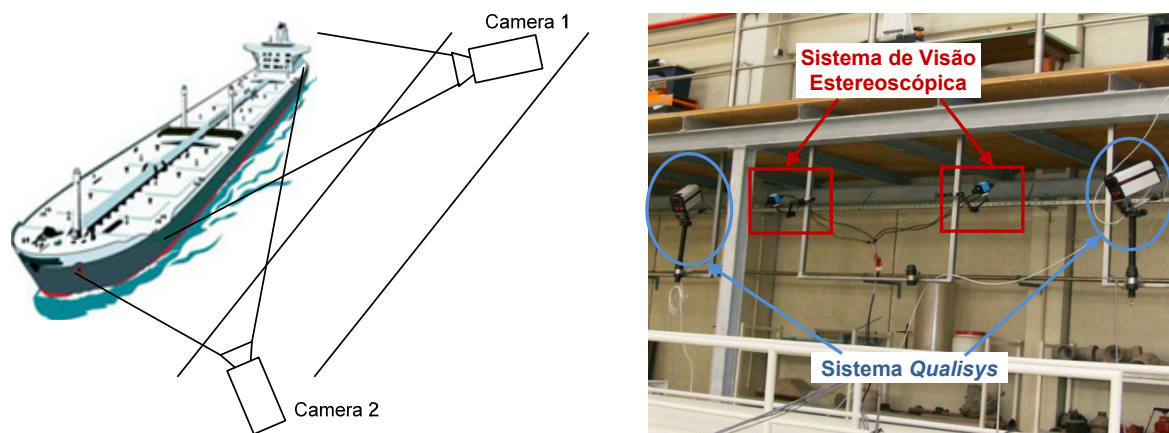 Camera 1
Camera 2
Sistema de Visão
Estereoscópica
Sistema Qualisys